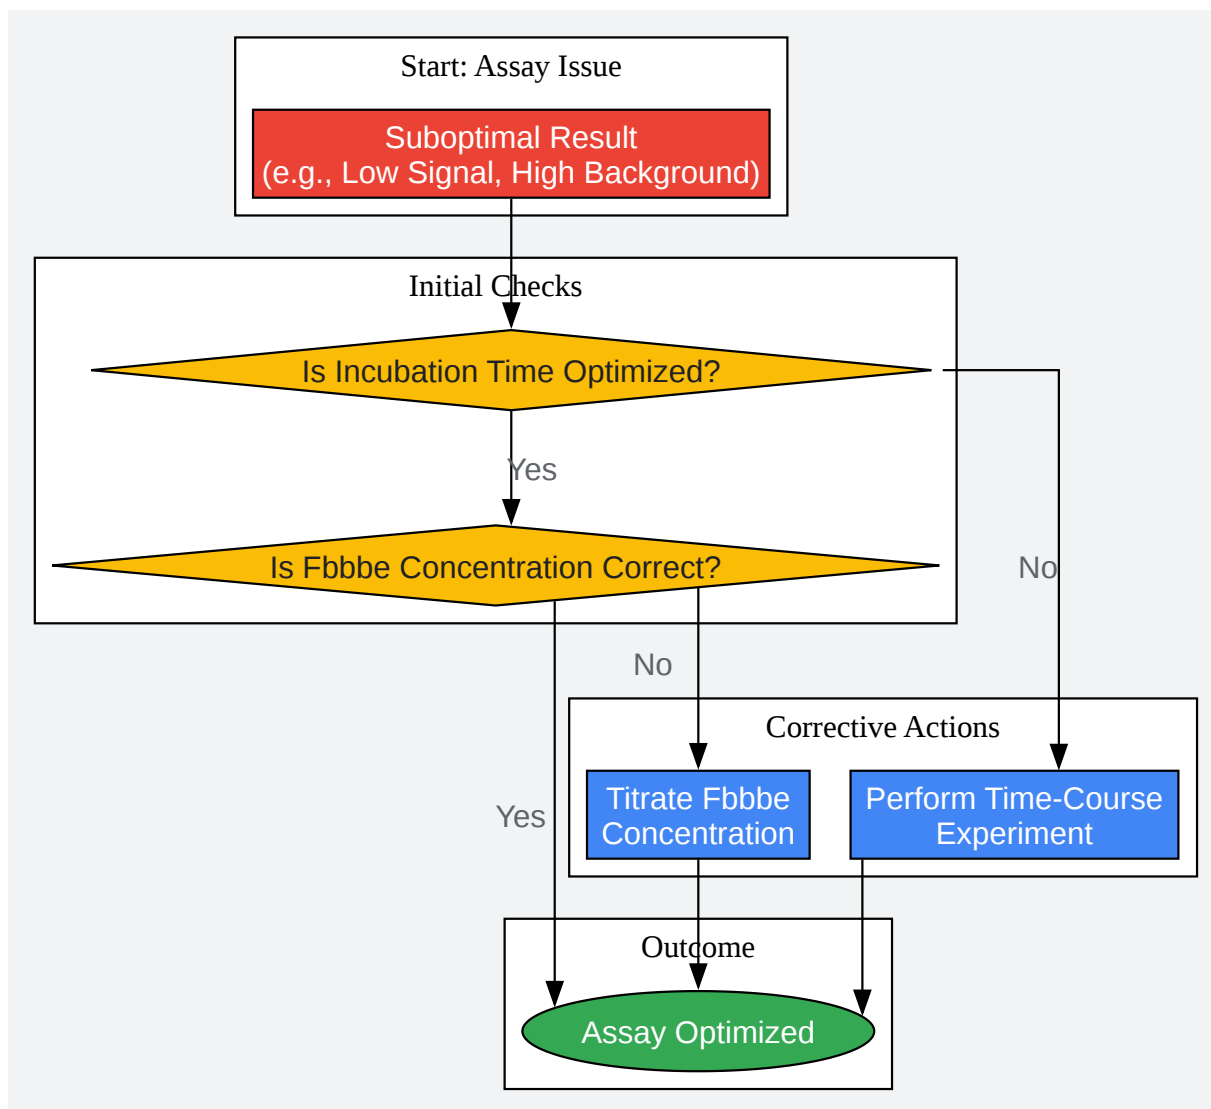 Start: Assay Issue
Suboptimal Result
(e.g., Low Signal, High Background)
Initial Checks
Is Incubation Time Optimized?
Yes
Is Fbbbe Concentration Correct?
No
No
Corrective Actions
Titrate Fbbbe
Concentration
Perform Time-Course
Experiment
Yes
Outcome
Assay Optimized